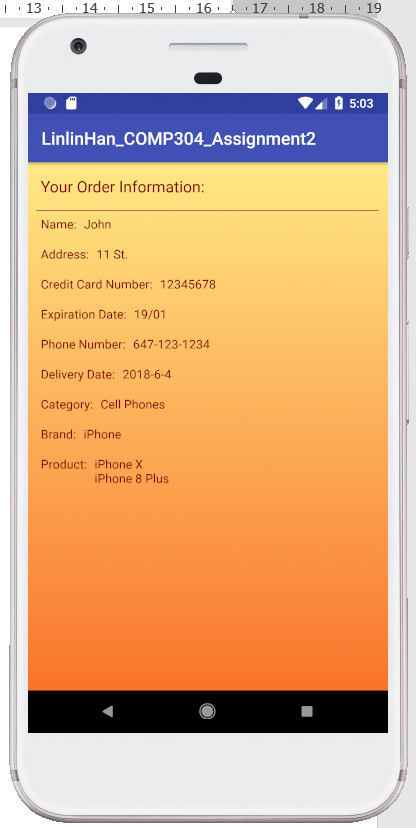 13 14 15 16 17 18 19
5:03
LinlinHan_COMP304_Assignment2
Your Order Information:
Name: John
Address: 11 St.
Credit Card Number: 12345678
Expiration Date: 19/01
Phone Number: 647-123-1234
Delivery Date: 2018-6-4
Category: Cell Phones
Brand: iPhone
Product: iPhone X
iPhone 8 Plus